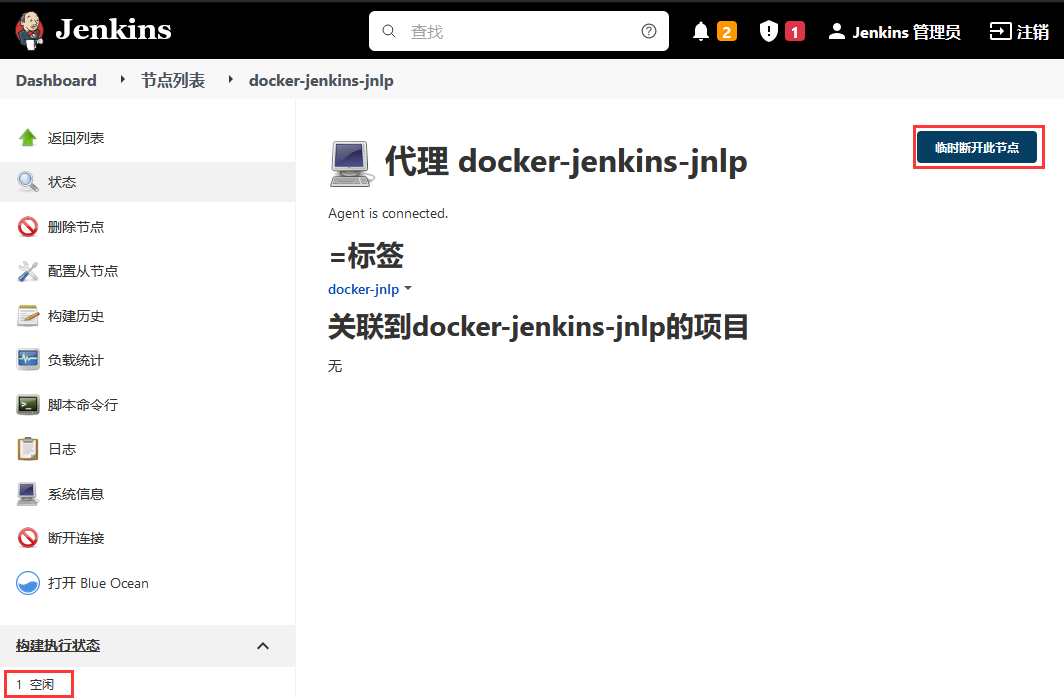 Jenkins
查找
2
1
Jenkins 管理员
注销
Dashboard
节点列表
docker-jenkins-jnlp
返回列表
状态
删除节点
配置从节点
构建历史
负载统计
脚本命令行
日志
系统信息
断开连接
打开 Blue Ocean
构建执行状态
1 空闲
代理 docker-jenkins-jnlp
临时断开此节点
Agent is connected.
=标签
docker-jnlp
关联到docker-jenkins-jnlp的项目
无